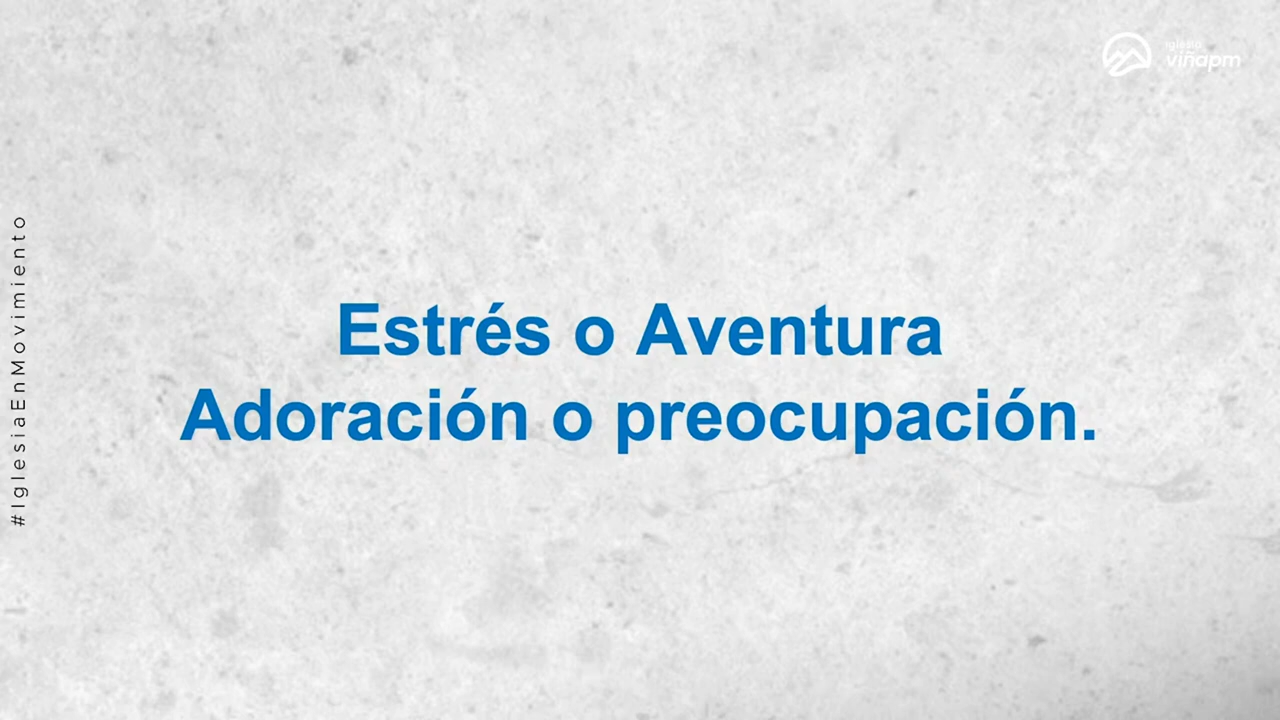 iglesia
viñapm
#IglesiaEnMovimiento
Estrés o Aventura
Adoración o preocupación.